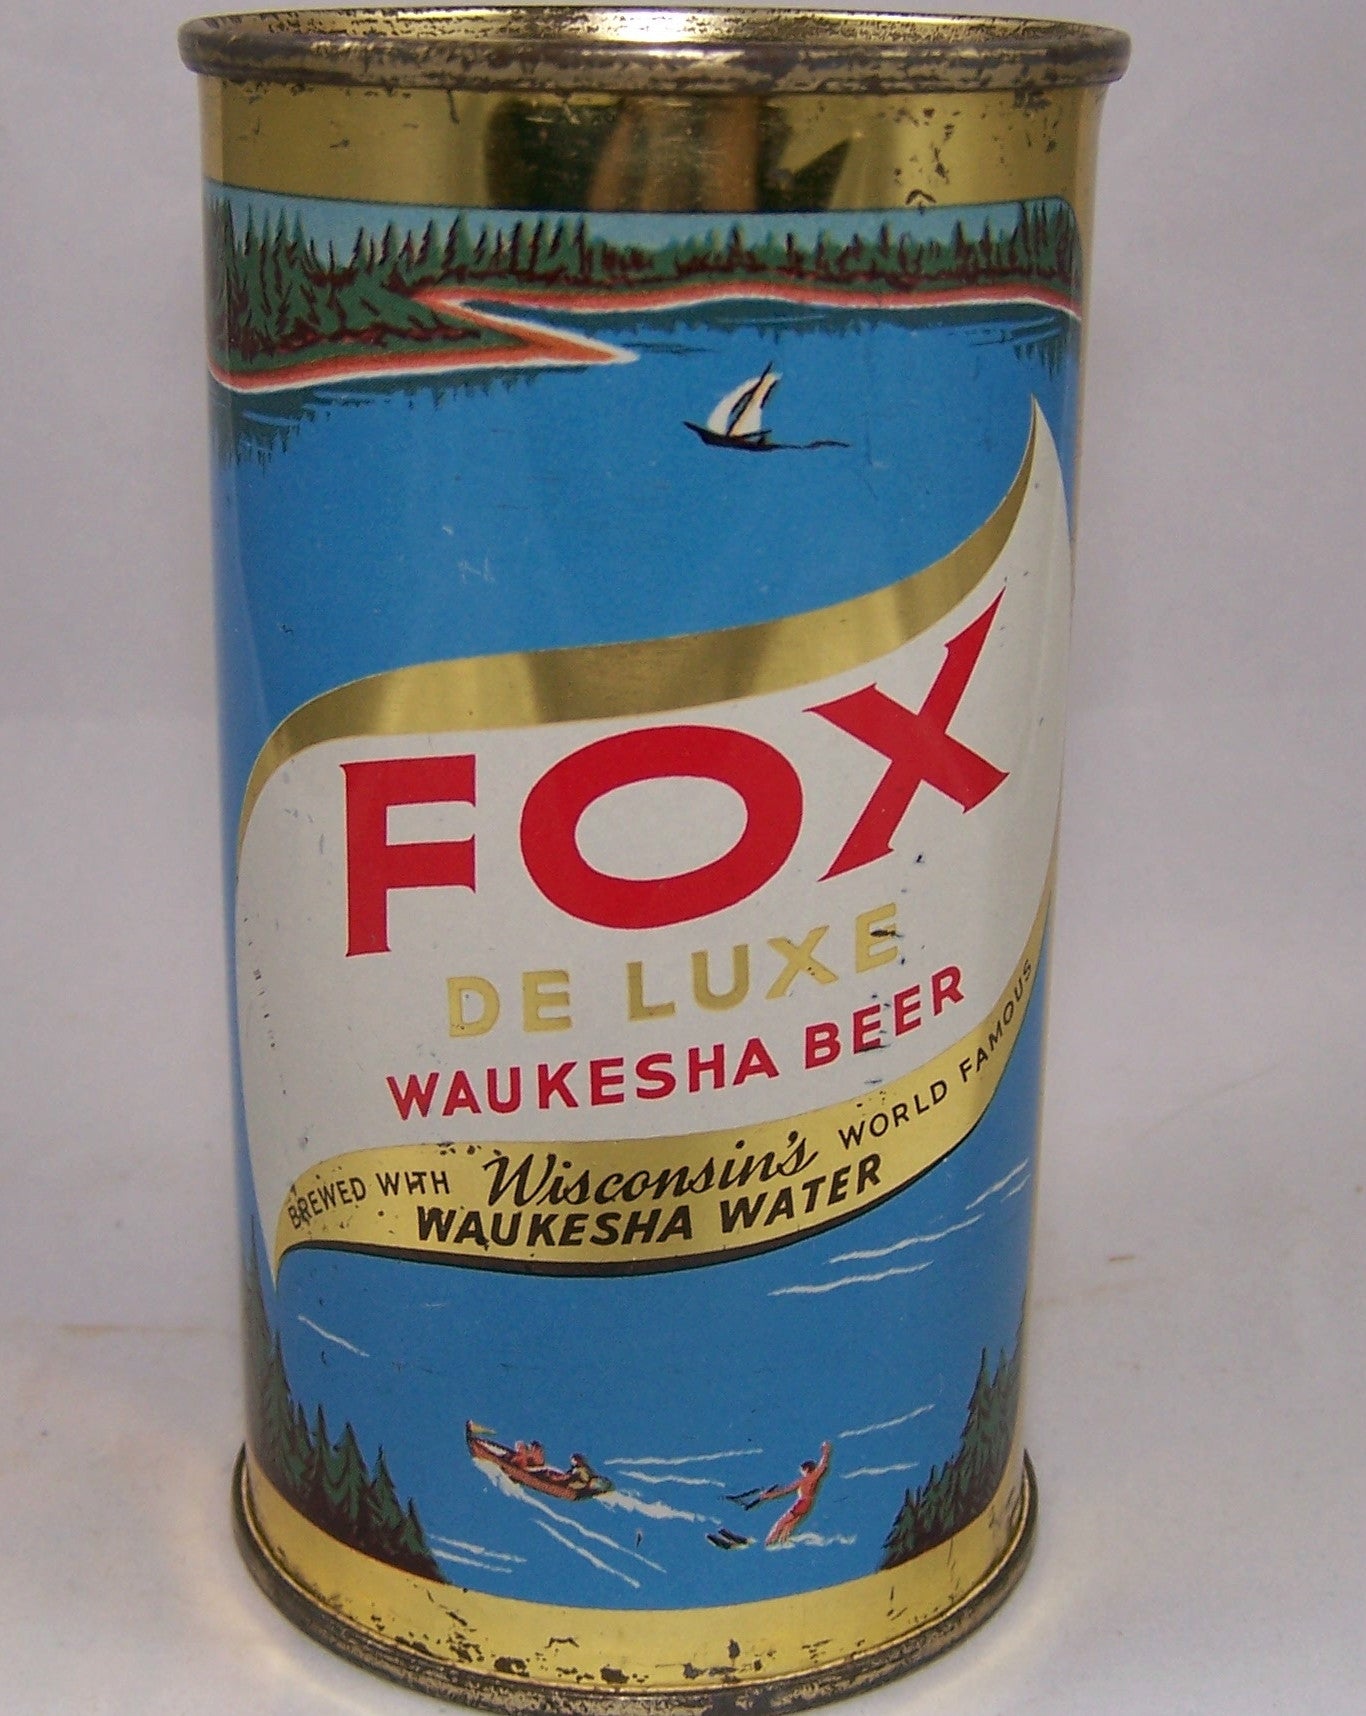 FOX
DE LUXE
WAUKESHA BEER
BREWED WITH Wisconsin's WORLD FAMOUS
WAUKESHA WATER